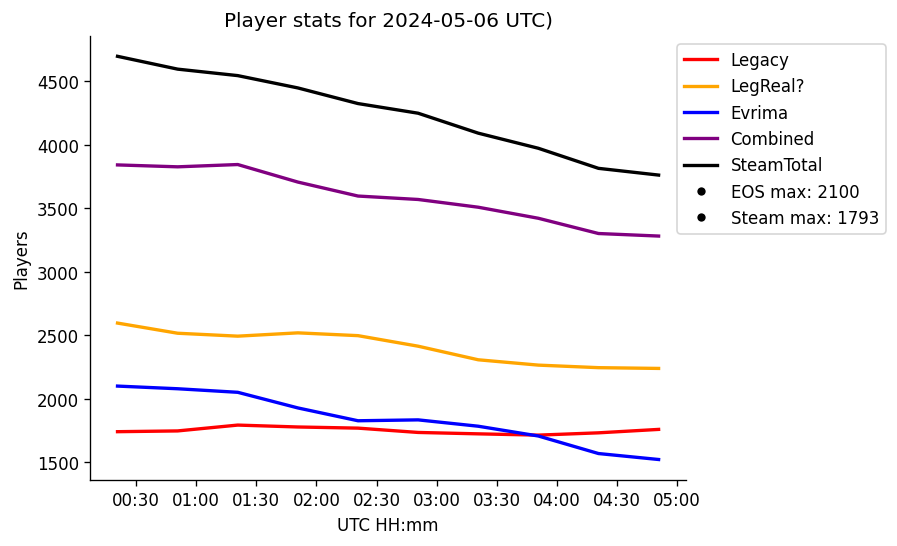 Player stats for 2024-05-06 UTC)
Legacy
LegReal?
Evrima
Combined
SteamTotal
EOS max: 2100
Steam max: 1793
Players
4500
4000
3500
3000
2500
2000
1500
00:30 01:00 01:30 02:00 02:30 03:00 03:30 04:00 04:30 05:00
UTC HH:mm